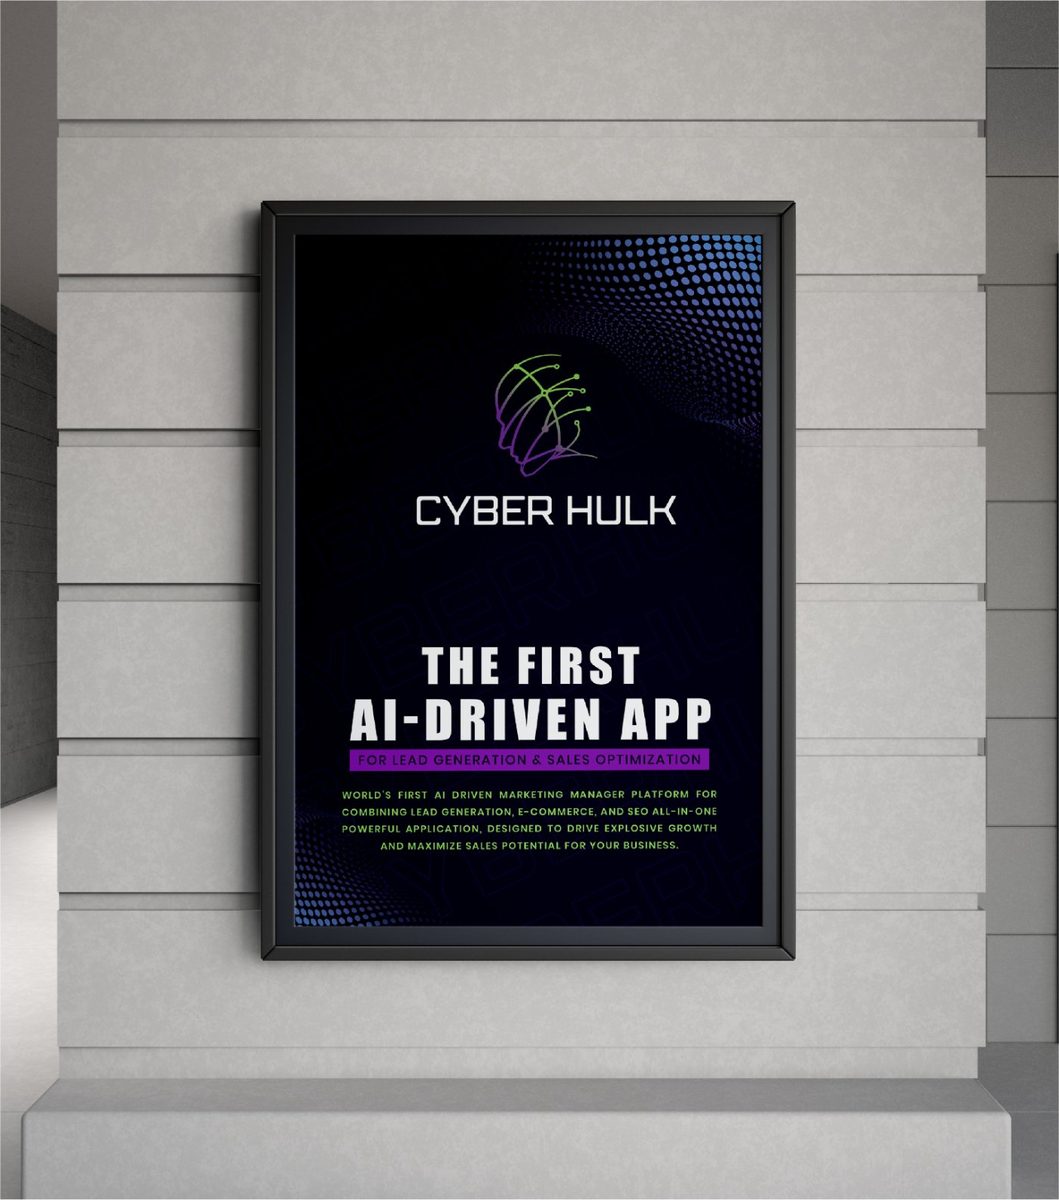 CYBER HULK
THE FIRST
AI-DRIVEN APP
FOR LEAD GENERATION & SALES OPTIMIZATION
WORLD'S FIRST AI DRIVEN MARKETING MANAGER PLATFORM FOR
COMBINING LEAD GENERATION, E-COMMERCE, AND SEO ALL-IN-ONE
POWERFUL APPLICATION, DESIGNED TO DRIVE EXPLOSIVE GROWTH
AND MAXIMIZE SALES POTENTIAL FOR YOUR BUSINESS.